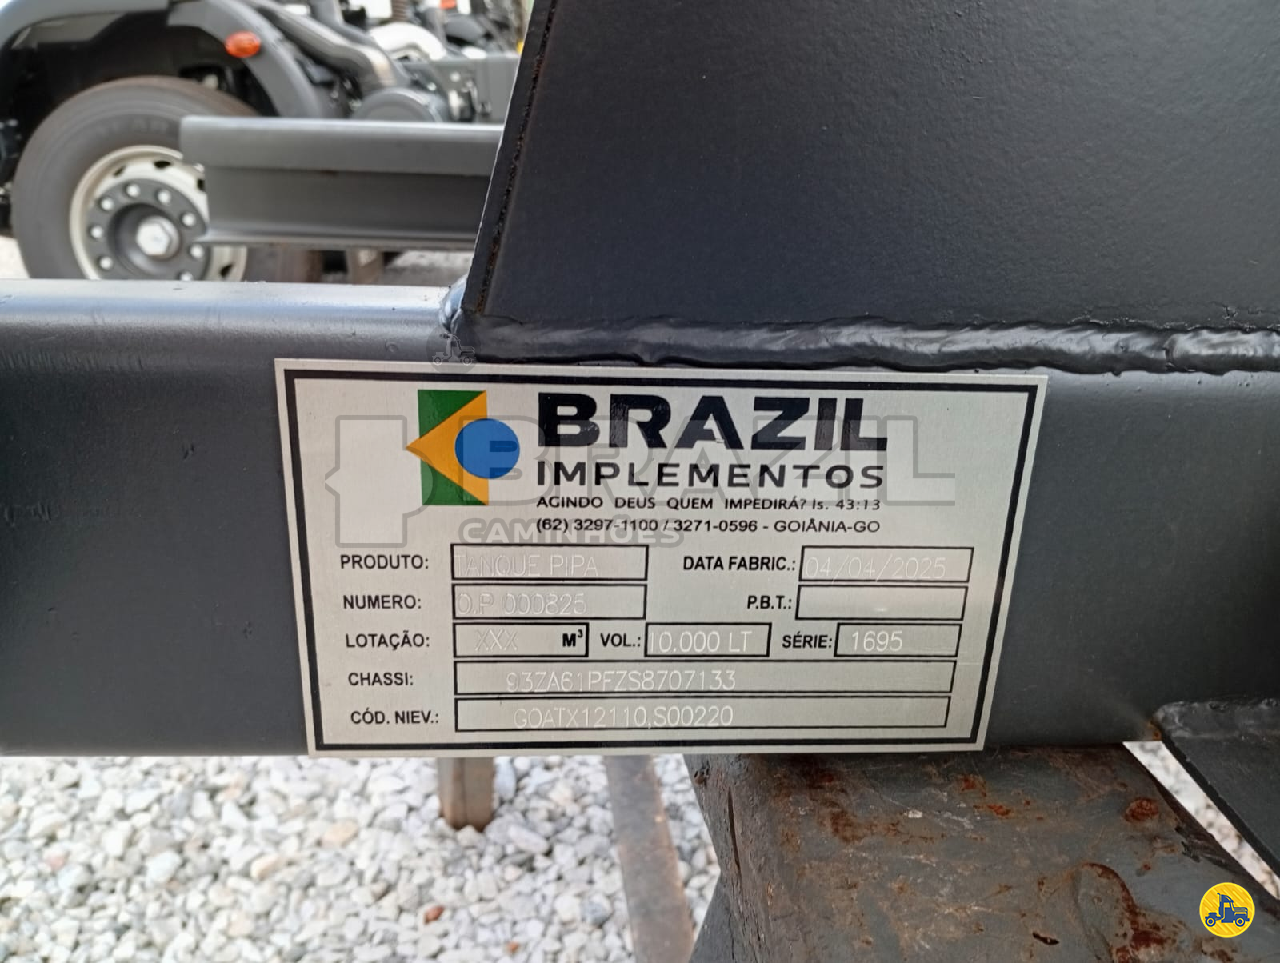 BRAZIL
IMPLEMENTOS
AGINDO DEUS QUEM IMPEDIRÁ? Is. 43:13
(62) 3297-1100 / 3271-0596 - GOIÂNIA-GO
BRAZIL
CAMINHÕES
PRODUTO: TANQUE PIPA DATA FABRIC.: 04/04/2025
NUMERO: O.P 000825 P.B.T.:
LOTAÇÃO: XXX M³ VOL.: 10.000 LT SÉRIE: 1695
CHASSI: 93ZA61PFZS8707133
CÓD. NIEV.: GOATX12110,S00220